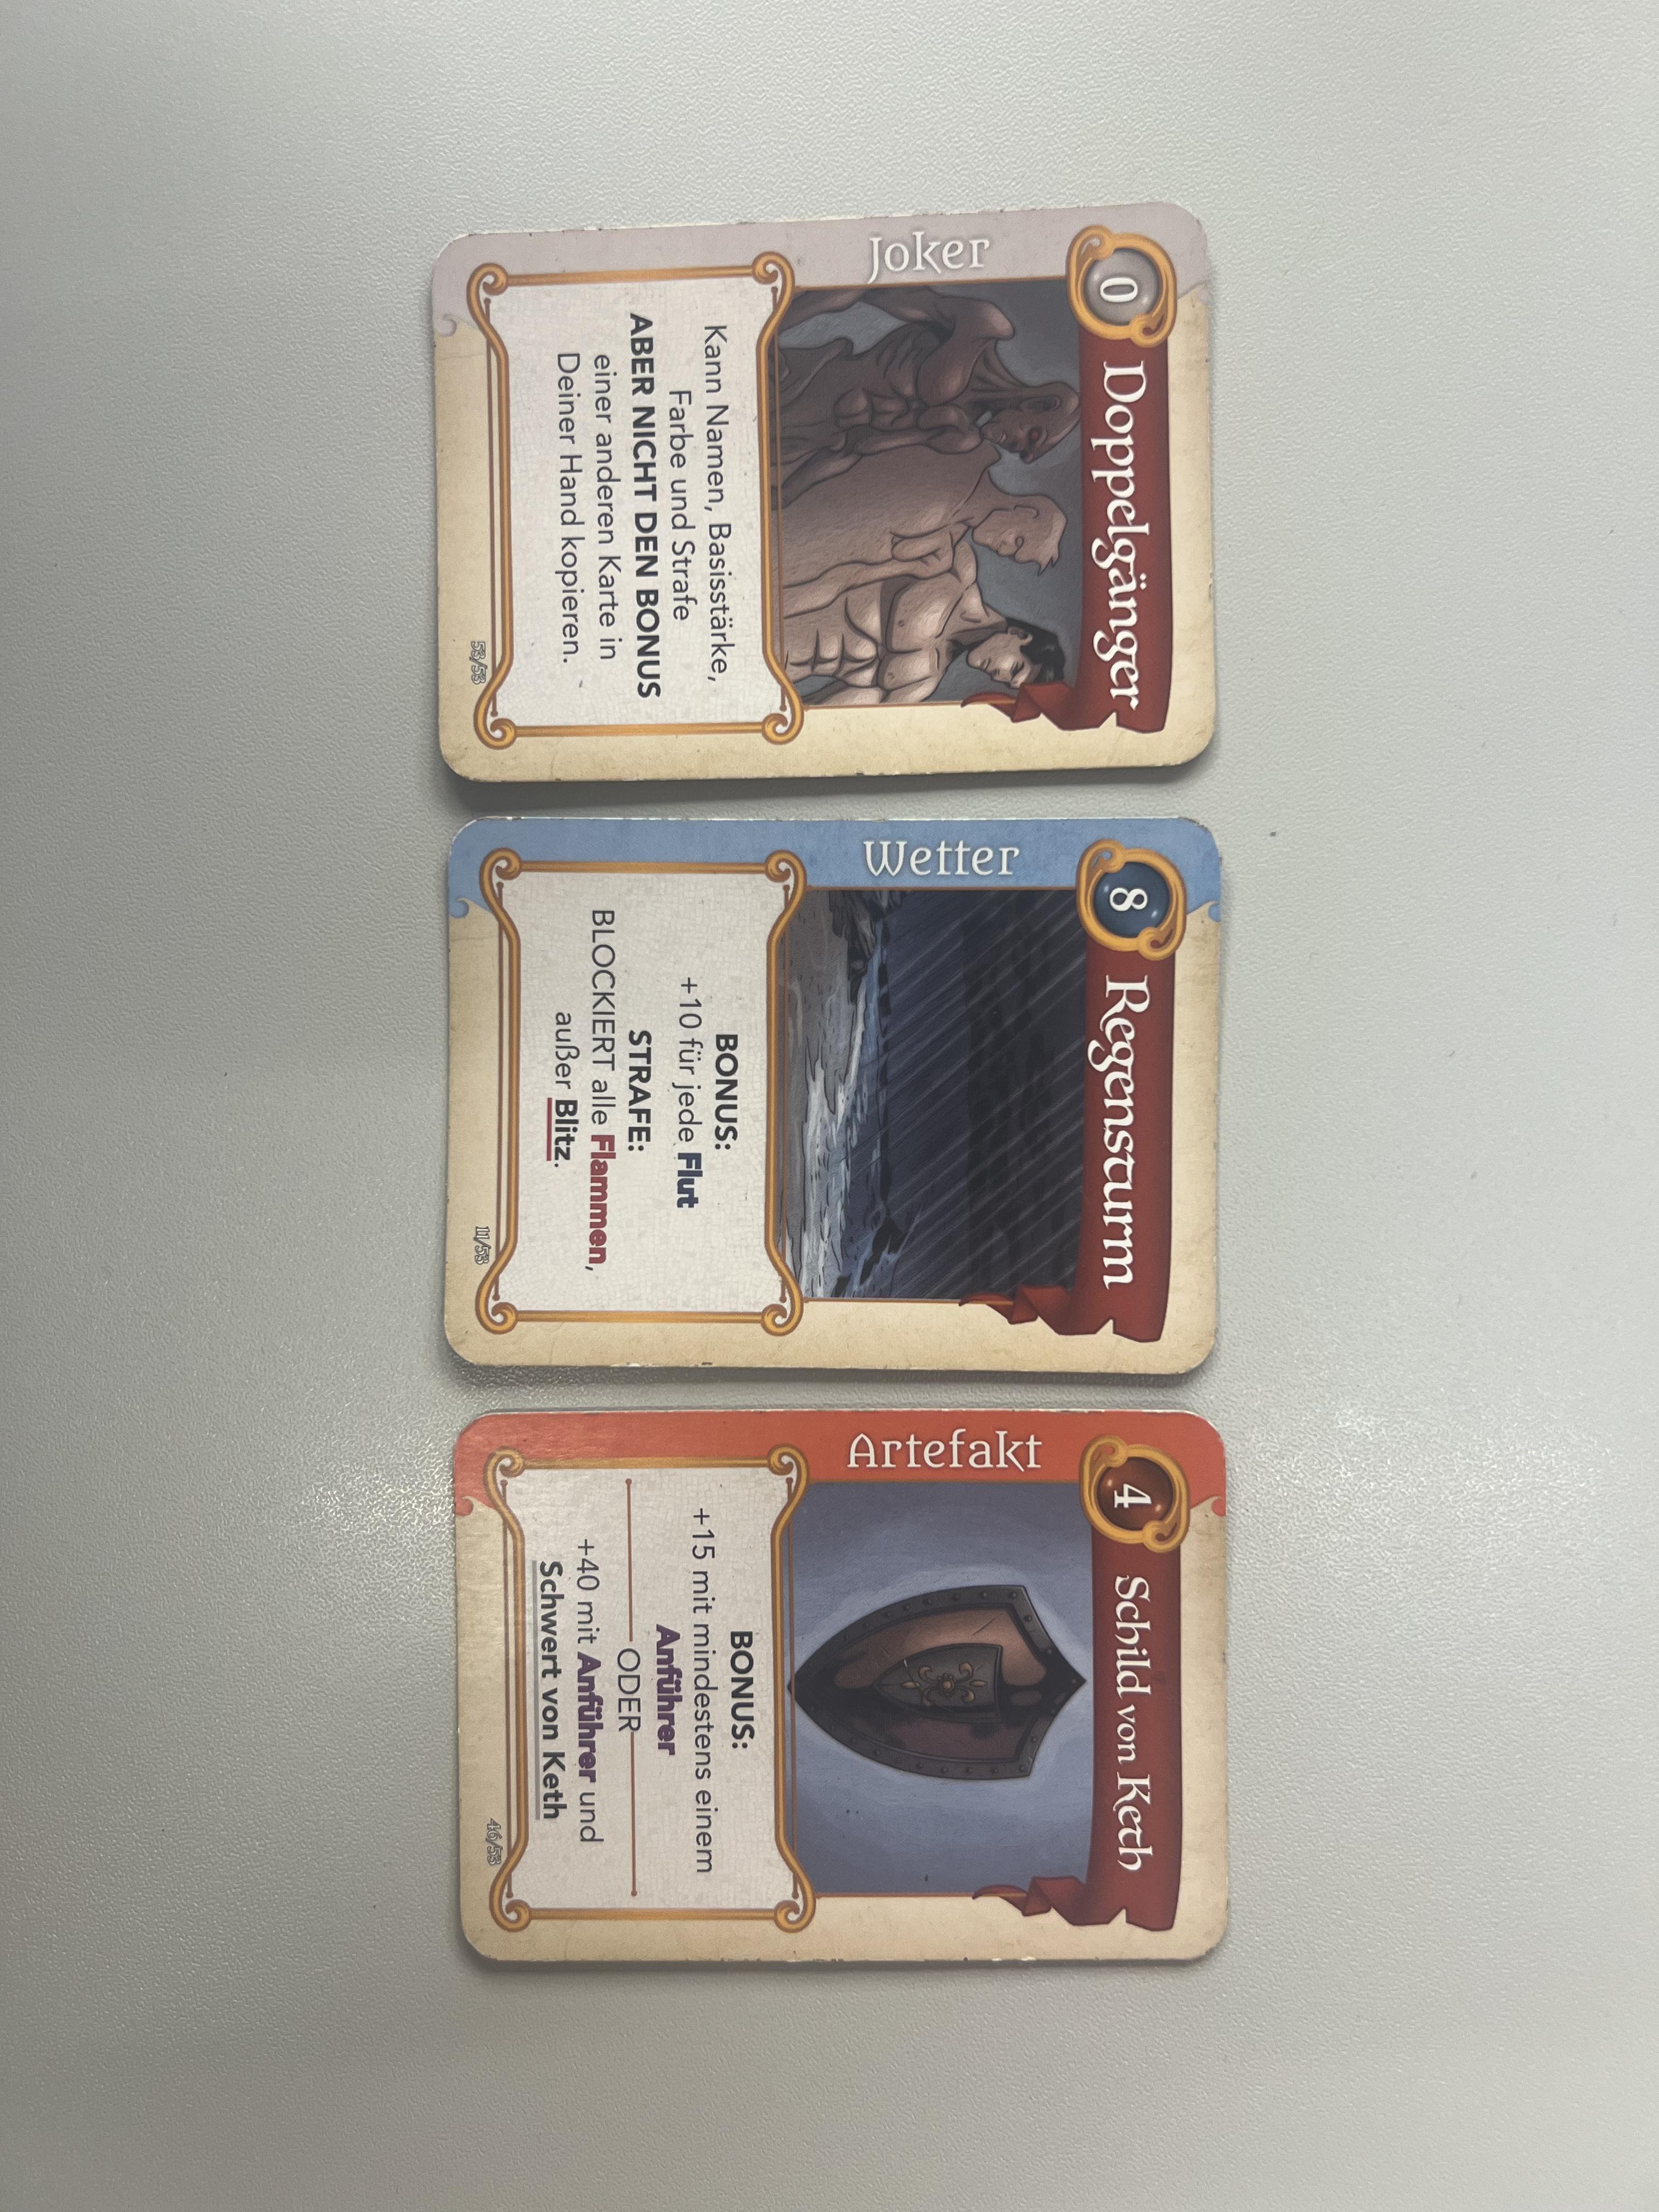 0
Doppelgänger
Joker
Kann Namen, Basisstärke,
Farbe und Strafe
ABER NICHT DEN BONUS
einer anderen Karte in
Deiner Hand kopieren.
53/53
8
Regensturm
Wetter
BONUS:
+10 für jede Flut
STRAFE:
BLOCKIERT alle Flammen,
außer Blitz.
11/53
4
Schild von Keth
Artefakt
BONUS:
+15 mit mindestens einem
Anführer
ODER
+40 mit Anführer und
Schwert von Keth
46/53